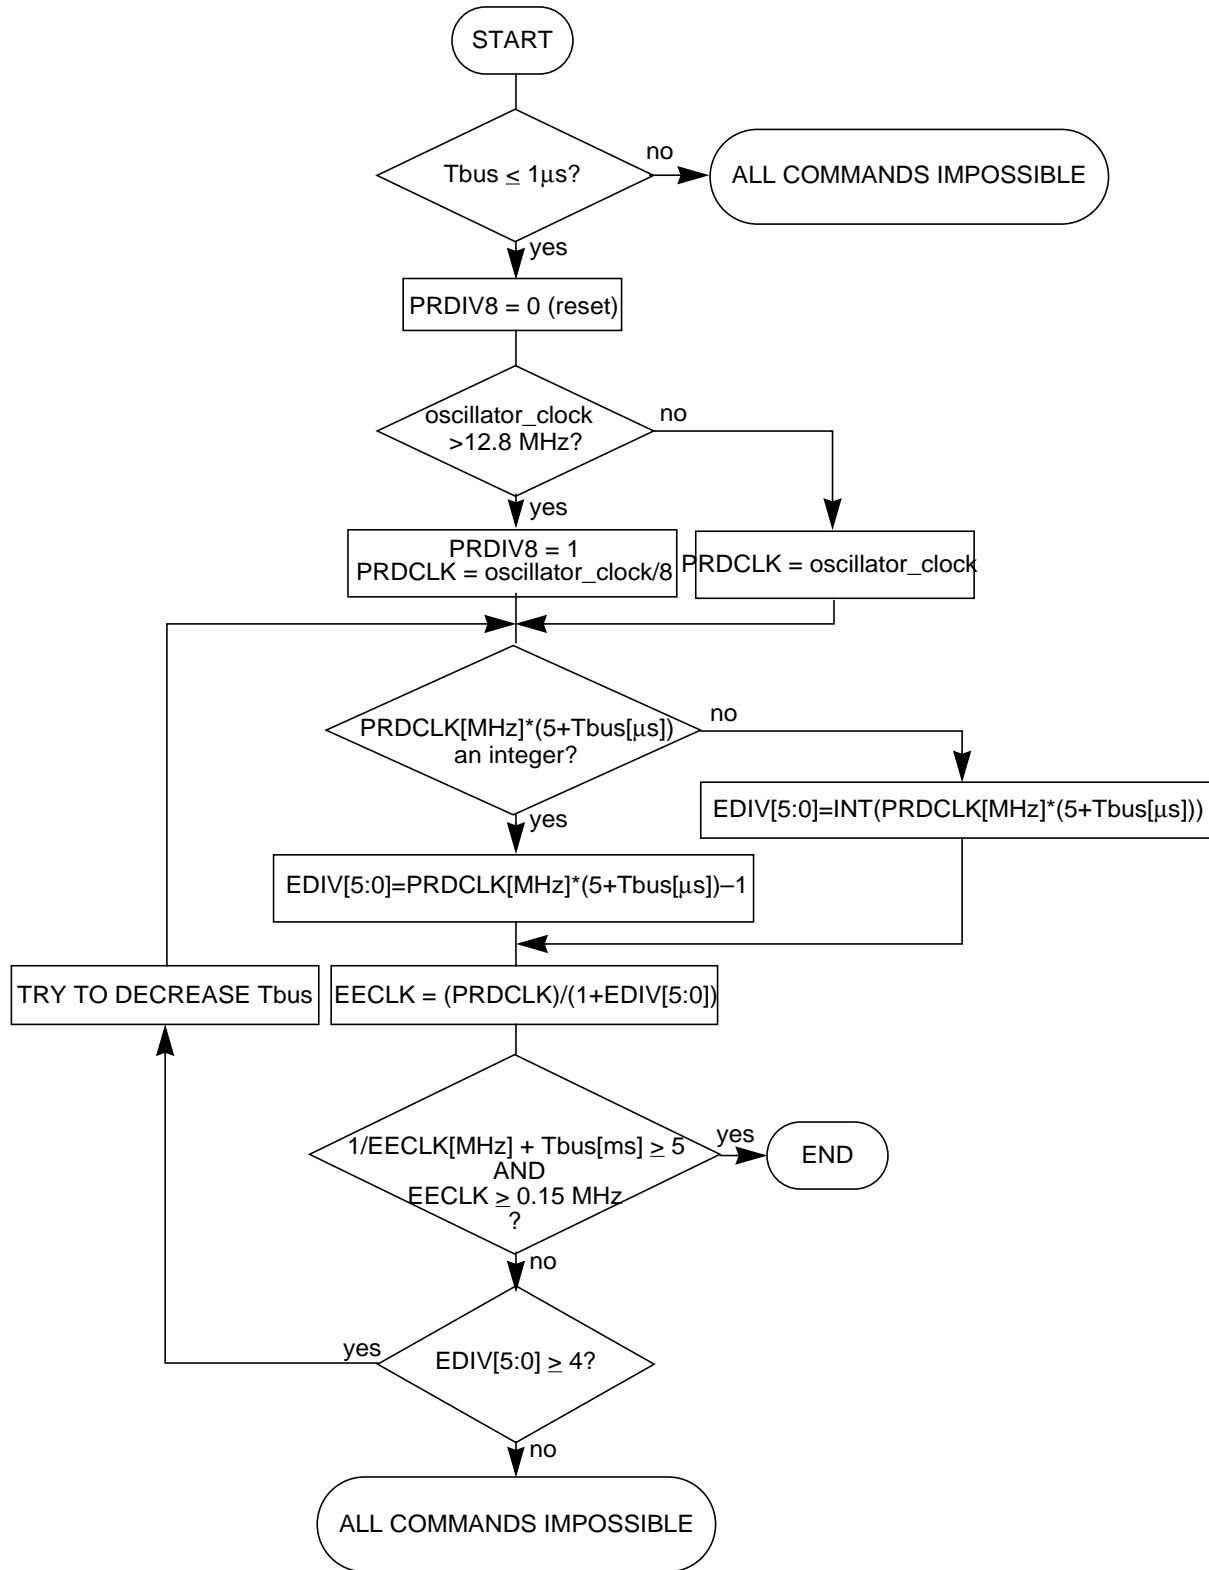 START
Tbus ≤ 1μs?
no
ALL COMMANDS IMPOSSIBLE
yes
PRDIV8 = 0 (reset)
oscillator_clock
>12.8 MHz?
no
yes
PRDIV8 = 1
PRDCLK = oscillator_clock/8
PRDCLK = oscillator_clock
PRDCLK[MHz]*(5+Tbus[μs])
an integer?
no
yes
EDIV[5:0]=INT(PRDCLK[MHz]*(5+Tbus[μs]))
EDIV[5:0]=PRDCLK[MHz]*(5+Tbus[μs])–1
TRY TO DECREASE Tbus
EECLK = (PRDCLK)/(1+EDIV[5:0])
1/EECLK[MHz] + Tbus[ms] ≥ 5
AND
EECLK ≥ 0.15 MHz
?
yes
END
no
EDIV[5:0] ≥ 4?
yes
no
ALL COMMANDS IMPOSSIBLE